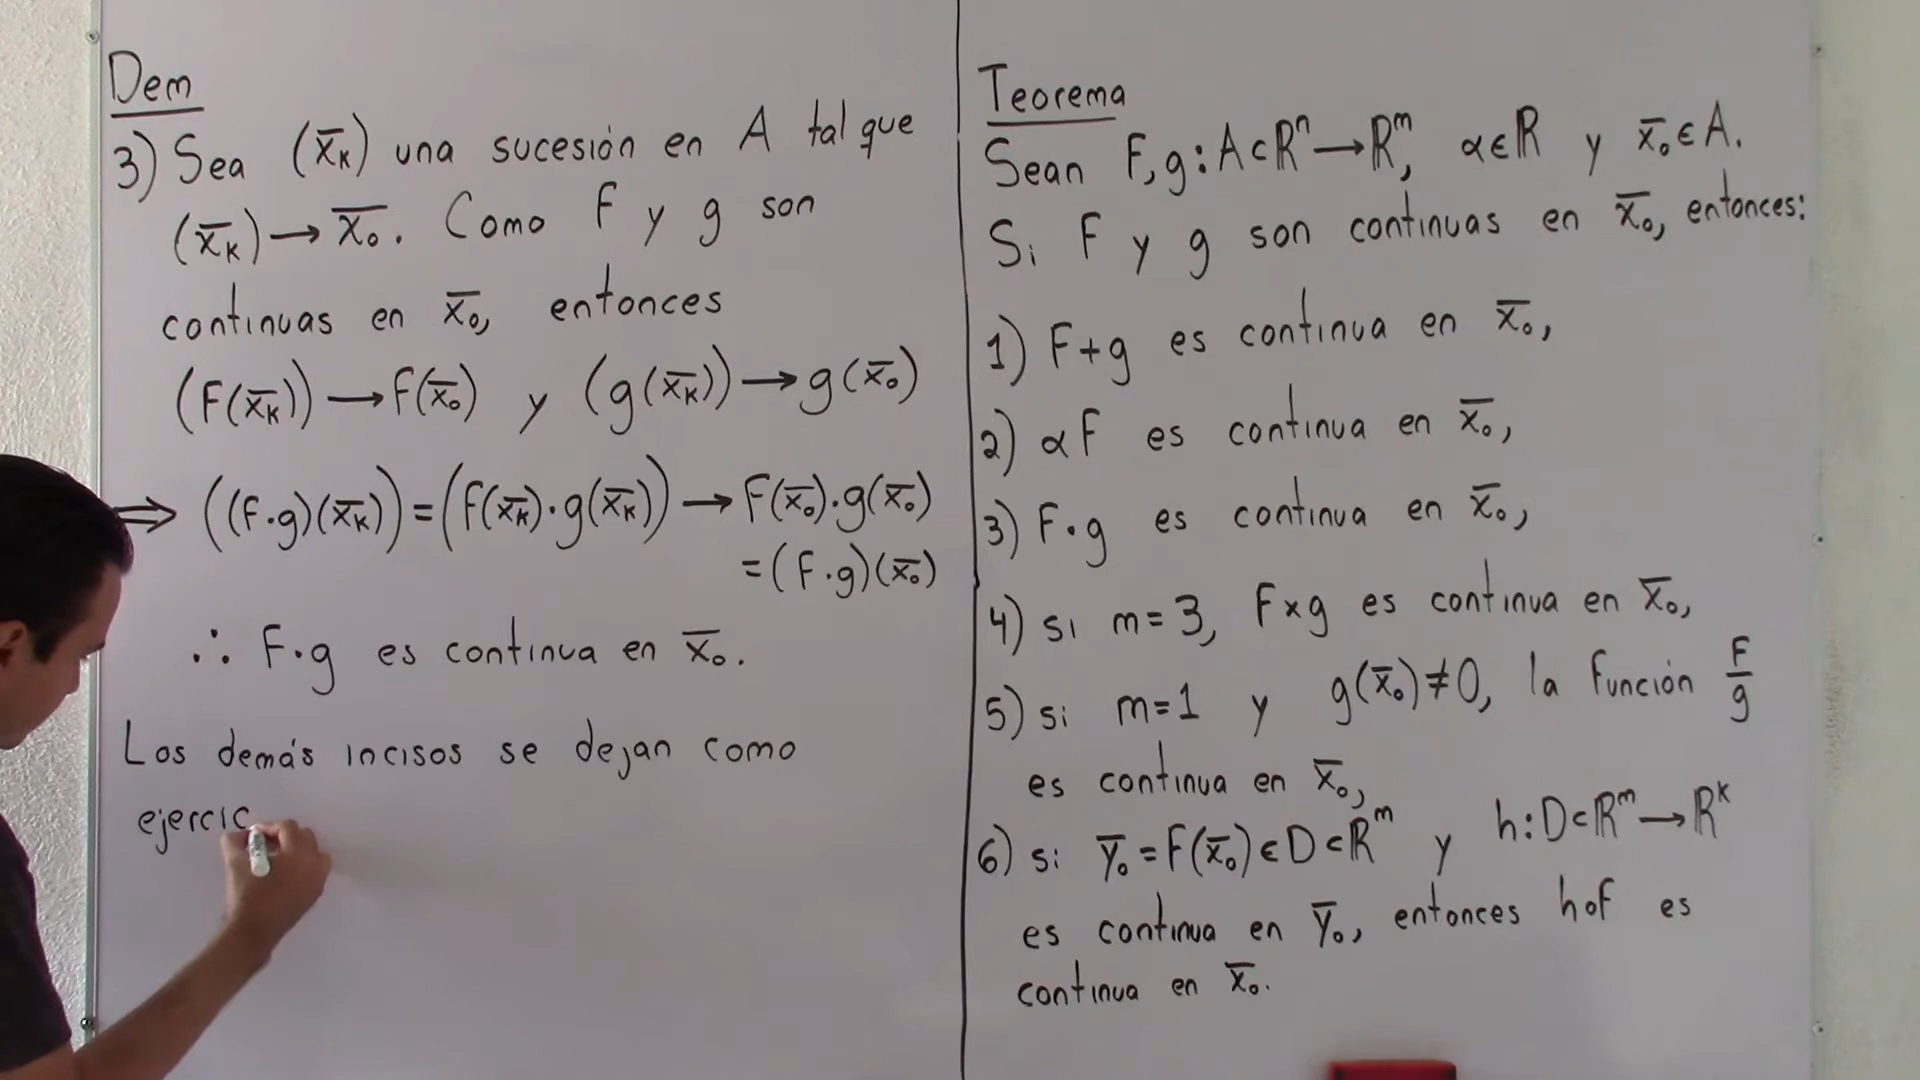 Dem
3) Sea (x̅ₖ) una sucesión en A tal que
(x̅ₖ) → x̅₀. Como f y g son
continuas en x̅₀, entonces
(f(x̅ₖ)) → f(x̅₀) y (g(x̅ₖ)) → g(x̅₀)
⇒ ((f·g)(x̅ₖ)) = (f(x̅ₖ)·g(x̅ₖ)) → f(x̅₀)·g(x̅₀)
= (f·g)(x̅₀)
∴ f·g es continua en x̅₀.
Los demás incisos se dejan como
ejercic
Teorema
Sean f, g: A⊂Rⁿ → Rᵐ, α∈R y x̅₀∈A.
Si f y g son continuas en x̅₀, entonces:
1) f+g es continua en x̅₀,
2) αf es continua en x̅₀,
3) f·g es continua en x̅₀,
4) si m=3, f×g es continua en x̅₀,
5) si m=1 y g(x̅₀)≠0, la función f/g
es continua en x̅₀,
6) si y̅₀=f(x̅₀)∈D⊂Rᵐ y h: D⊂Rᵐ → Rᵏ
es continua en y̅₀, entonces h∘f es
continua en x̅₀.